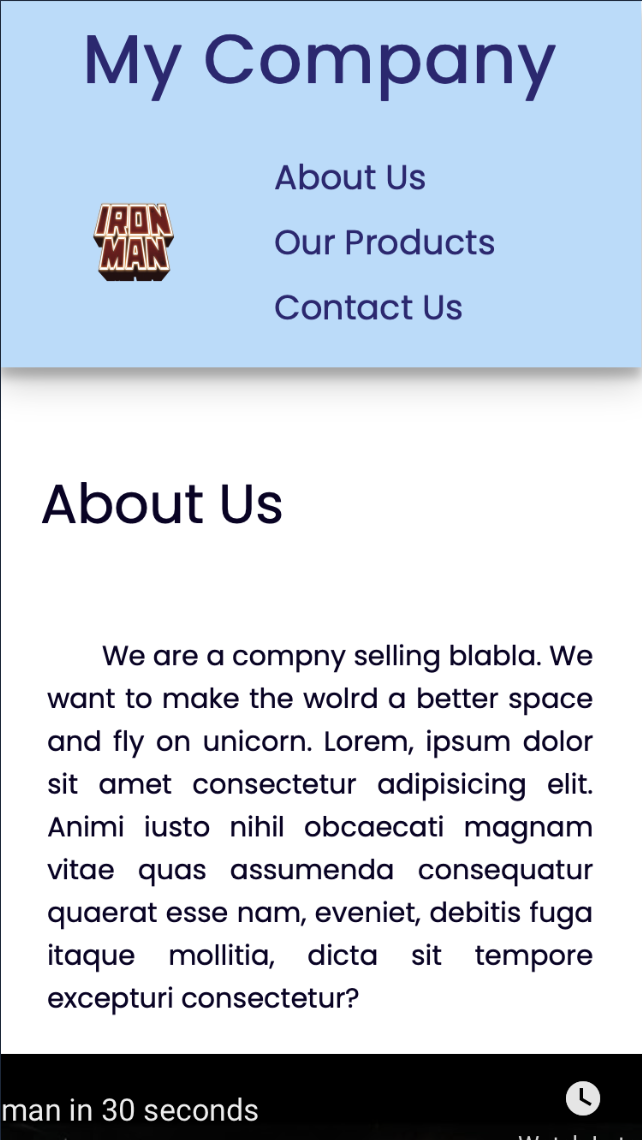 My Company
IRON
MAN
About Us
Our Products
Contact Us
About Us
We are a compny selling blabla. We
want to make the wolrd a better space
and fly on unicorn. Lorem, ipsum dolor
sit amet consectetur adipisicing elit.
Animi iusto nihil obcaecati magnam
vitae quas assumenda consequatur
quaerat esse nam, eveniet, debitis fuga
itaque mollitia, dicta sit tempore
excepturi consectetur?
man in 30 seconds